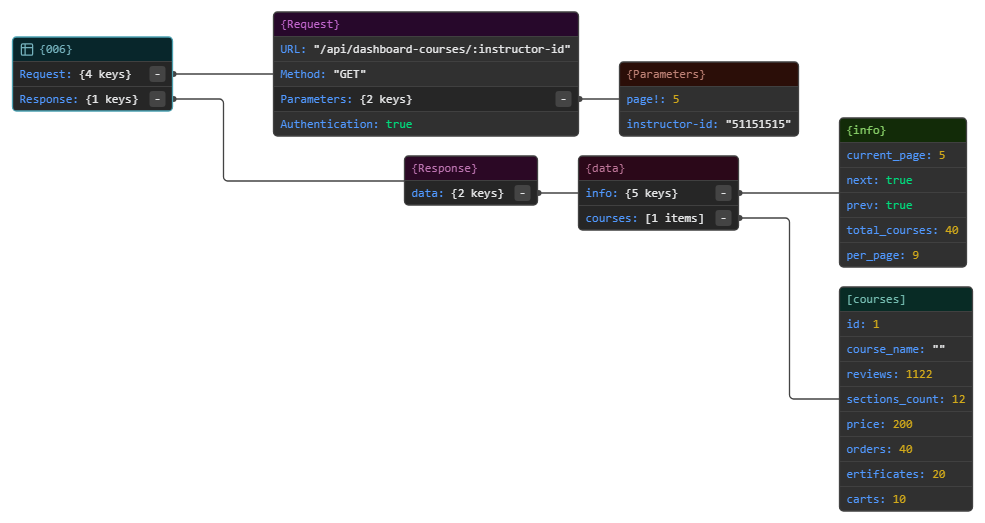 {006}
Request: {4 keys} -
Response: {1 keys} -
{Request}
URL: "/api/dashboard-courses/:instructor-id"
Method: "GET"
Parameters: {2 keys} -
Authentication: true
{Parameters}
page!: 5
instructor-id: "51151515"
{Response}
data: {2 keys} -
{data}
info: {5 keys} -
courses: [1 items] -
{info}
current_page: 5
next: true
prev: true
total_courses: 40
per_page: 9
[courses]
id: 1
course_name: ""
reviews: 1122
sections_count: 12
price: 200
orders: 40
ertificates: 20
carts: 10